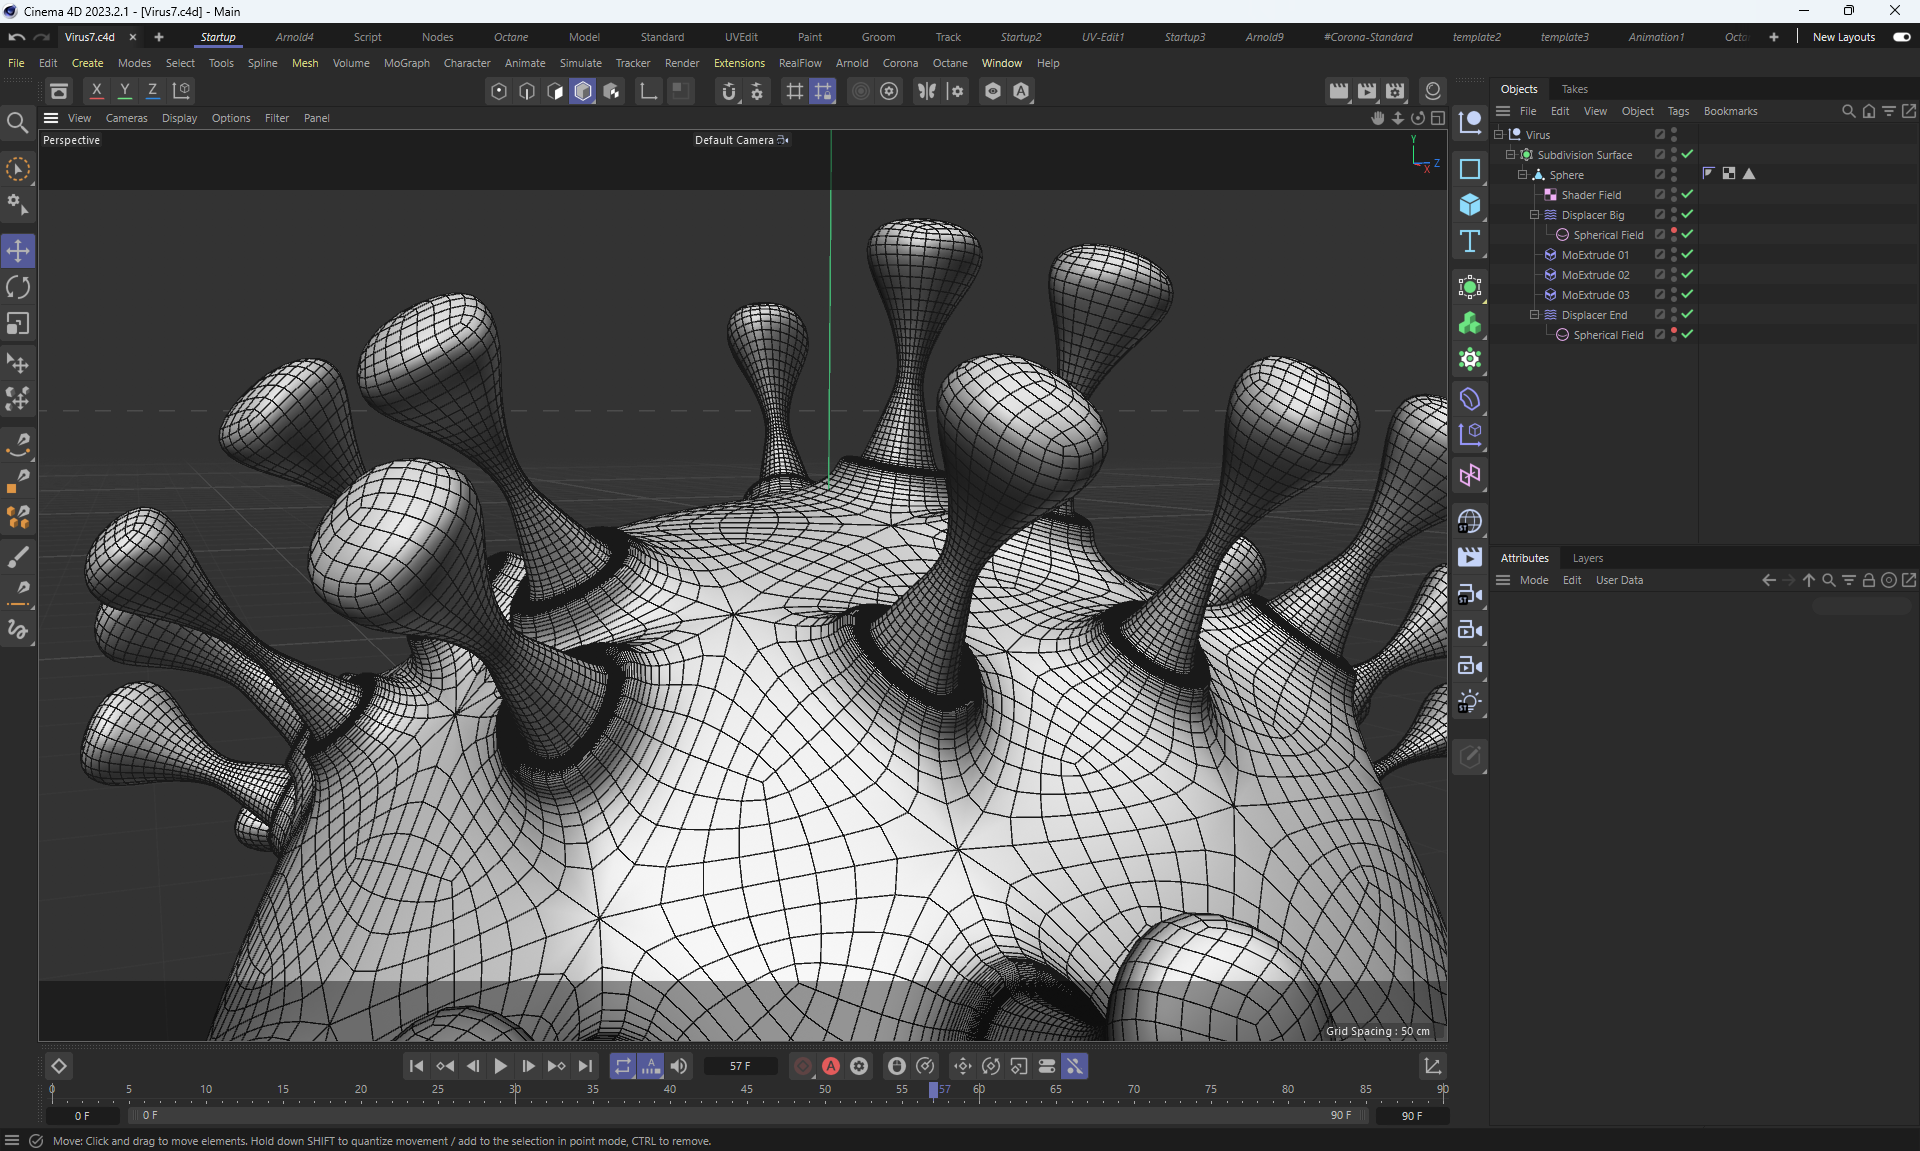 Cinema 4D 2023.2.1 - [Virus7.c4d] - Main
Virus7.c4d Startup Arnold4 Script Nodes Octane Model Standard UVEdit Paint Groom Track Startup2 UV-Edit1 Startup3 Arnold9 #Corona-Standard template2 template3 Animation1 Octa New Layouts
File Edit Create Modes Select Tools Spline Mesh Volume MoGraph Character Animate Simulate Tracker Render Extensions RealFlow Arnold Corona Octane Window Help
X Y Z
Objects Takes
View Cameras Display Options Filter Panel
File Edit View Object Tags Bookmarks
Perspective
Default Camera
Y
Z
X
Virus
Subdivision Surface
Sphere
Shader Field
Displacer Big
Spherical Field
MoExtrude 01
MoExtrude 02
MoExtrude 03
Displacer End
Spherical Field
Attributes Layers
Mode Edit User Data
ST
ST
ST
Grid Spacing : 50 cm
57 F
A
A
0 5 10 15 20 25 30 35 40 45 50 55 57 60 65 70 75 80 85 90
0 F 0 F 90 F 90 F
Move: Click and drag to move elements. Hold down SHIFT to quantize movement / add to the selection in point mode, CTRL to remove.